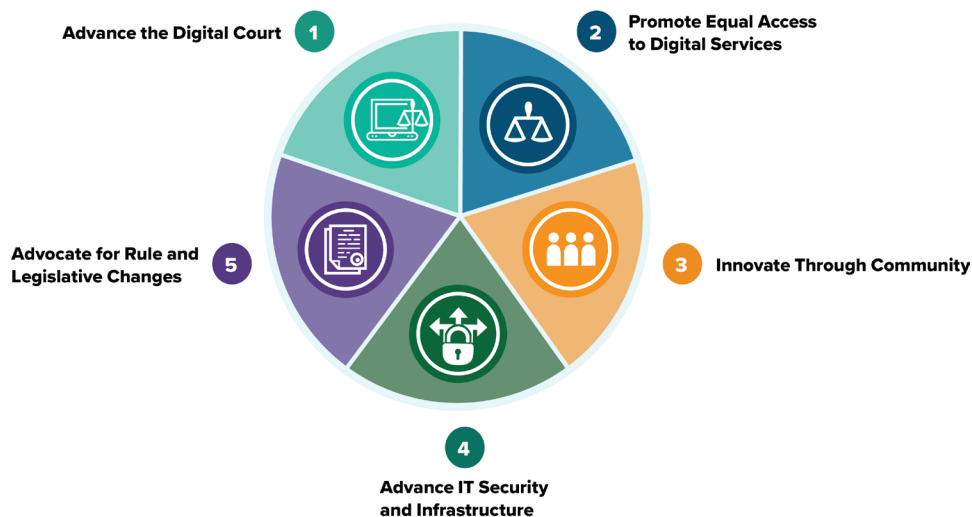 1
Advance the Digital Court
2
Promote Equal Access
to Digital Services
3
Innovate Through Community
4
Advance IT Security
and Infrastructure
5
Advocate for Rule and
Legislative Changes